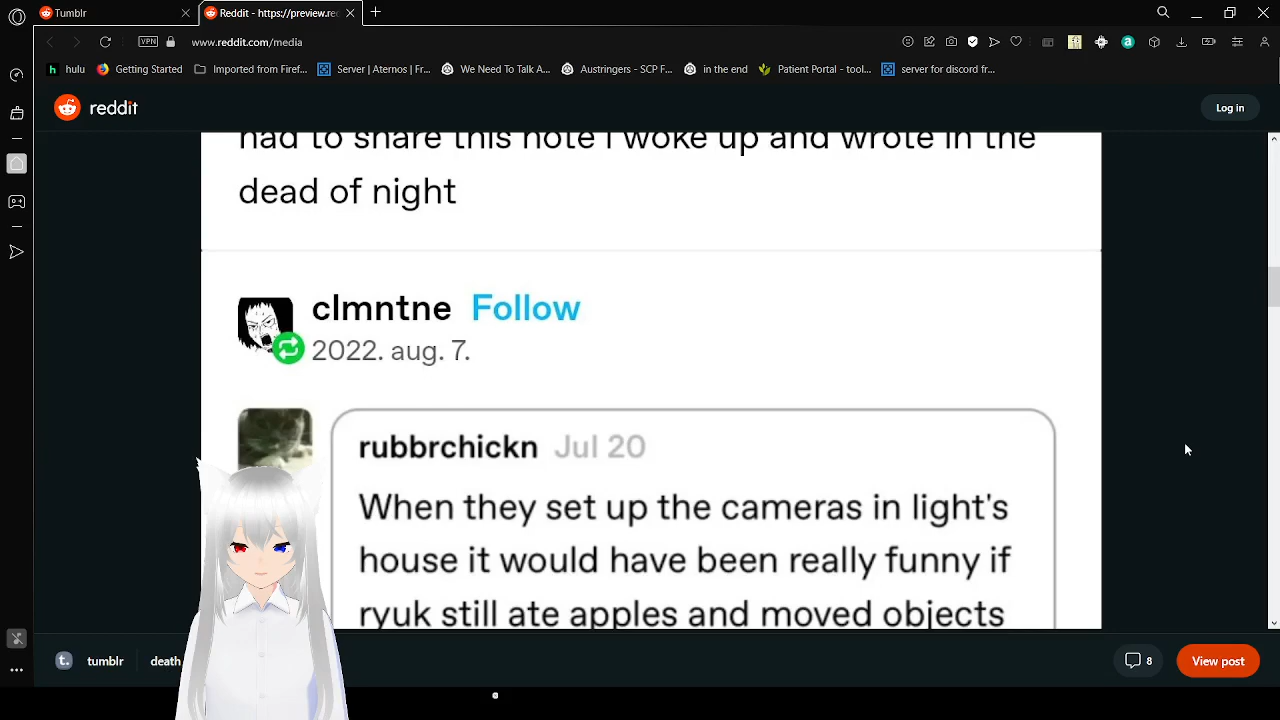 Tumblr
Reddit - https://preview.red
VPN
www.reddit.com/media
hulu
Getting Started
Imported from Firef...
Server | Aternos | Fr...
We Need To Talk A...
Austringers - SCP F...
in the end
Patient Portal - tool...
server for discord fr...
reddit
Log in
had to share this note I woke up and wrote in the
dead of night
clmntne Follow
2022. aug. 7.
rubbrchickn Jul 20
When they set up the cameras in light's
house it would have been really funny if
ryuk still ate apples and moved objects
tumblr
death
8
View post